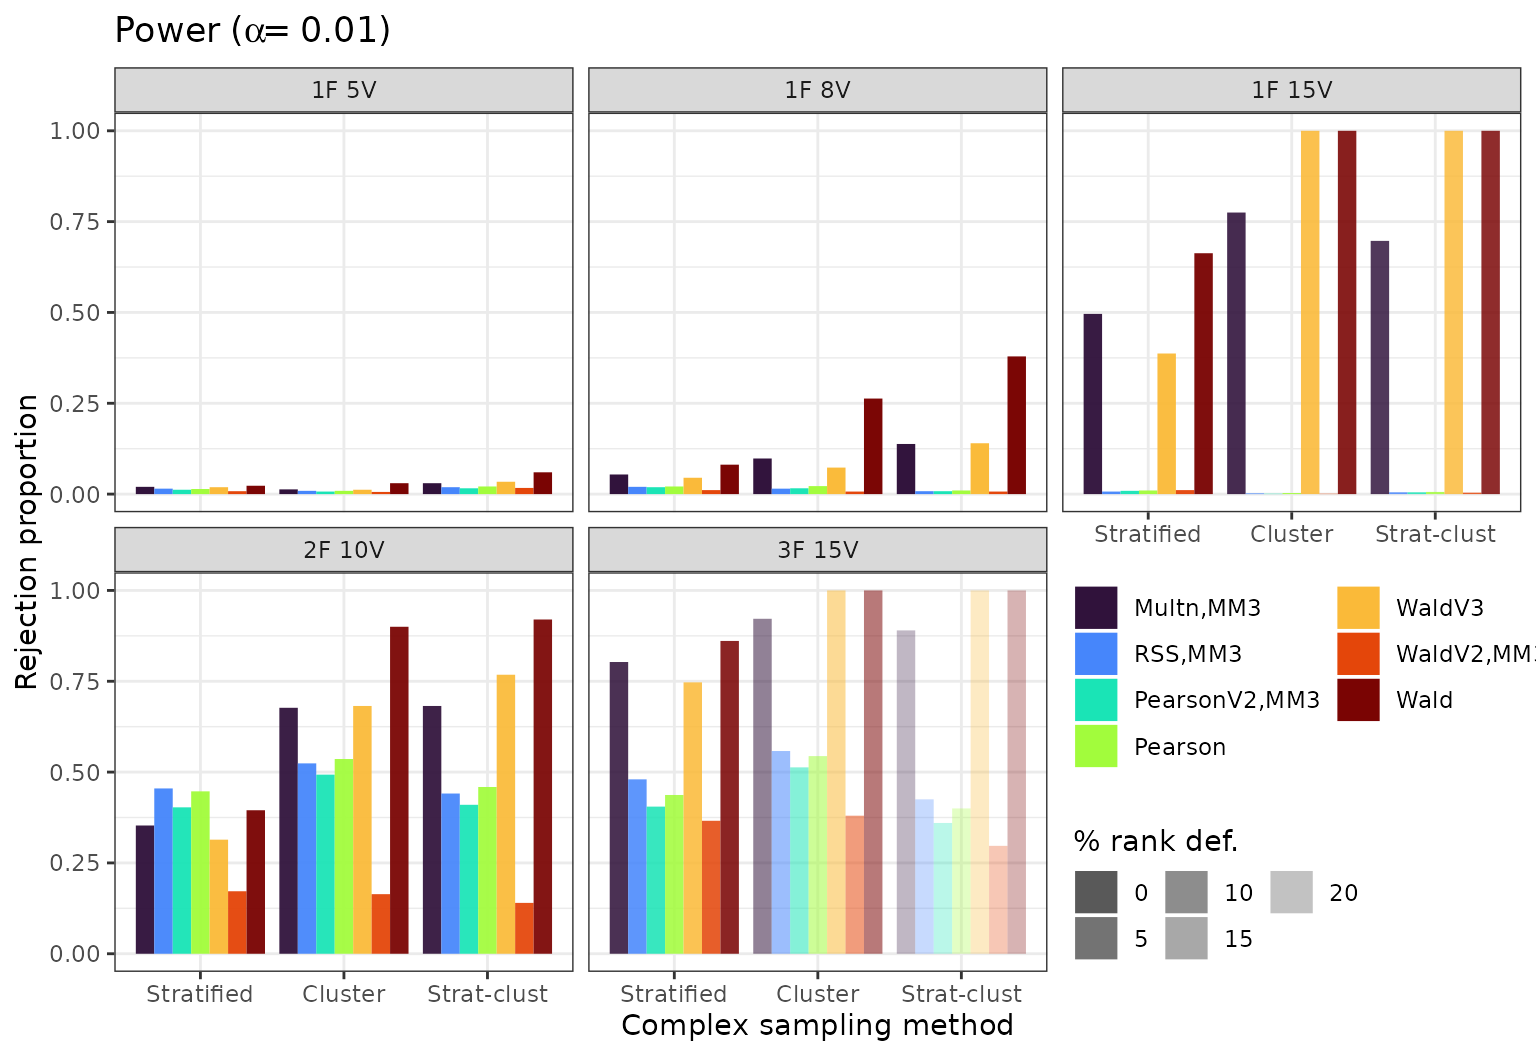 Power (α= 0.01)
1F 5V
1F 8V
1F 15V
1.00
0.75
0.50
0.25
0.00
Stratified
Cluster
Strat-clust
2F 10V
3F 15V
1.00
0.75
0.50
0.25
0.00
Stratified
Cluster
Strat-clust
Stratified
Cluster
Strat-clust
Rejection proportion
Complex sampling method
Multn,MM3
RSS,MM3
PearsonV2,MM3
Pearson
WaldV3
WaldV2,MM3
Wald
% rank def.
0
5
10
15
20